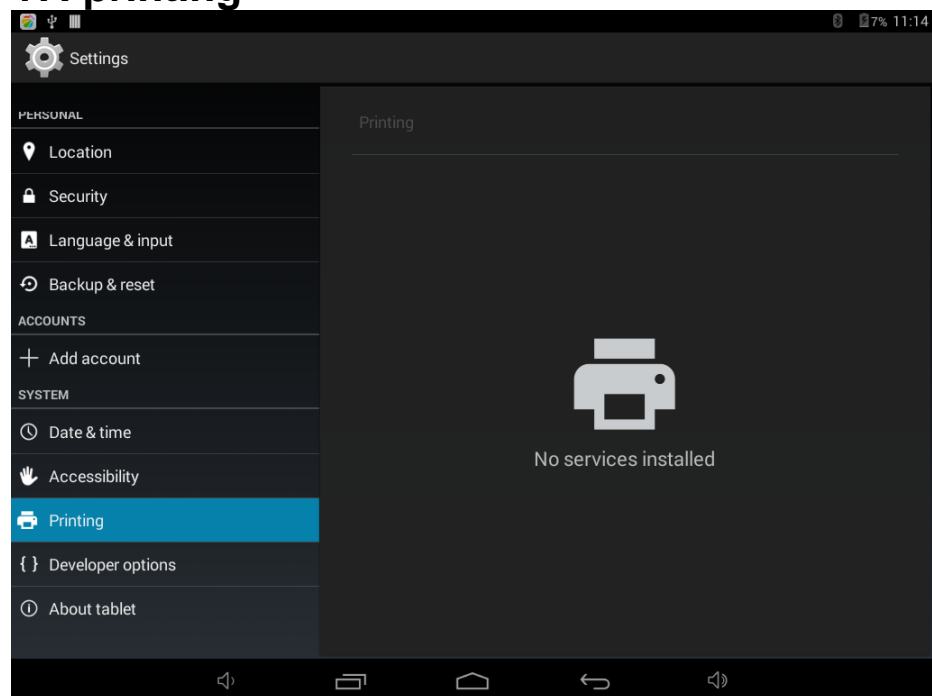 printing
7% 11:14
Settings
PERSONAL
Location
Security
Language & input
Backup & reset
ACCOUNTS
Add account
SYSTEM
Date & time
Accessibility
Printing
Developer options
About tablet
Printing
No services installed